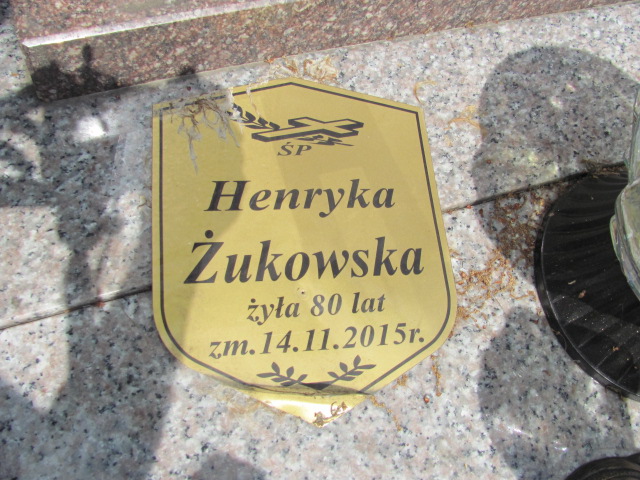 ŚP
Henryka
Żukowska
żyła 80 lat
zm.14.11.2015r.